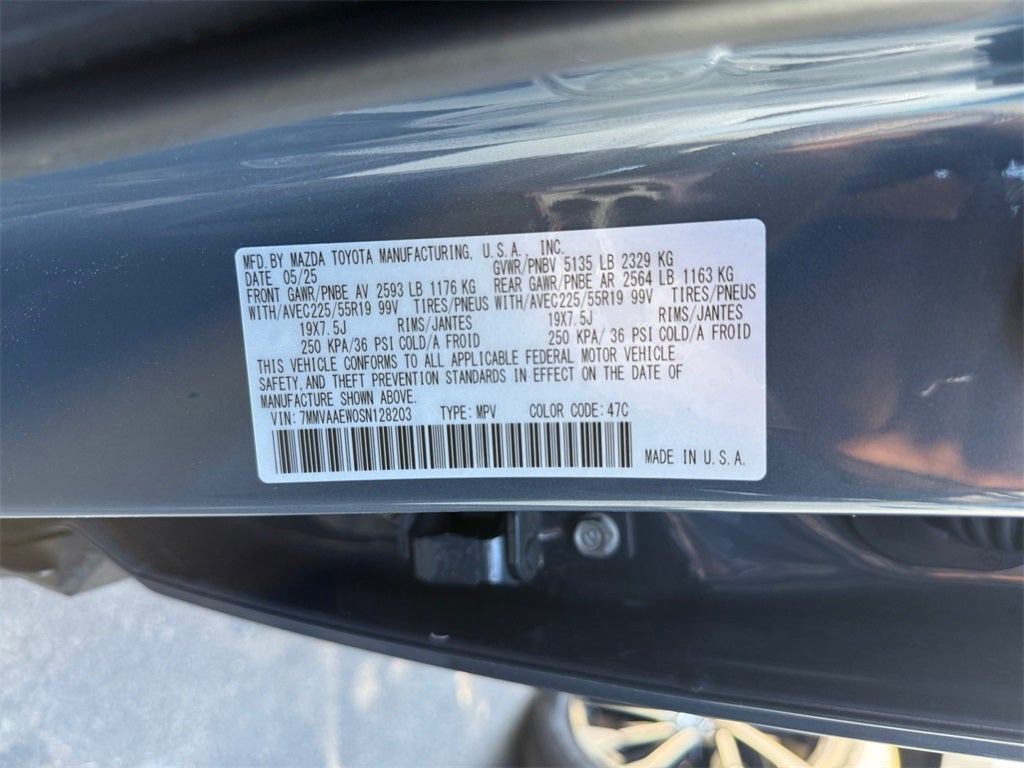 MFD. BY MAZDA TOYOTA MANUFACTURING, U.S.A., INC.
DATE 05/25 GVWR/PNBV 5135 LB 2329 KG
FRONT GAWR/PNBE AV 2593 LB 1176 KG REAR GAWR/PNBE AR 2564 LB 1163 KG
WITH/AVEC225/55R19 99V TIRES/PNEUS WITH/AVEC225/55R19 99V TIRES/PNEUS
19X7.5J RIMS/JANTES 19X7.5J RIMS/JANTES
250 KPA/36 PSI COLD/A FROID 250 KPA/36 PSI COLD/A FROID
THIS VEHICLE CONFORMS TO ALL APPLICABLE FEDERAL MOTOR VEHICLE
SAFETY, AND THEFT PREVENTION STANDARDS IN EFFECT ON THE DATE OF
MANUFACTURE SHOWN ABOVE.
VIN: 7MMVAAEW0SN128203 TYPE: MPV COLOR CODE: 47C
MADE IN U.S.A.